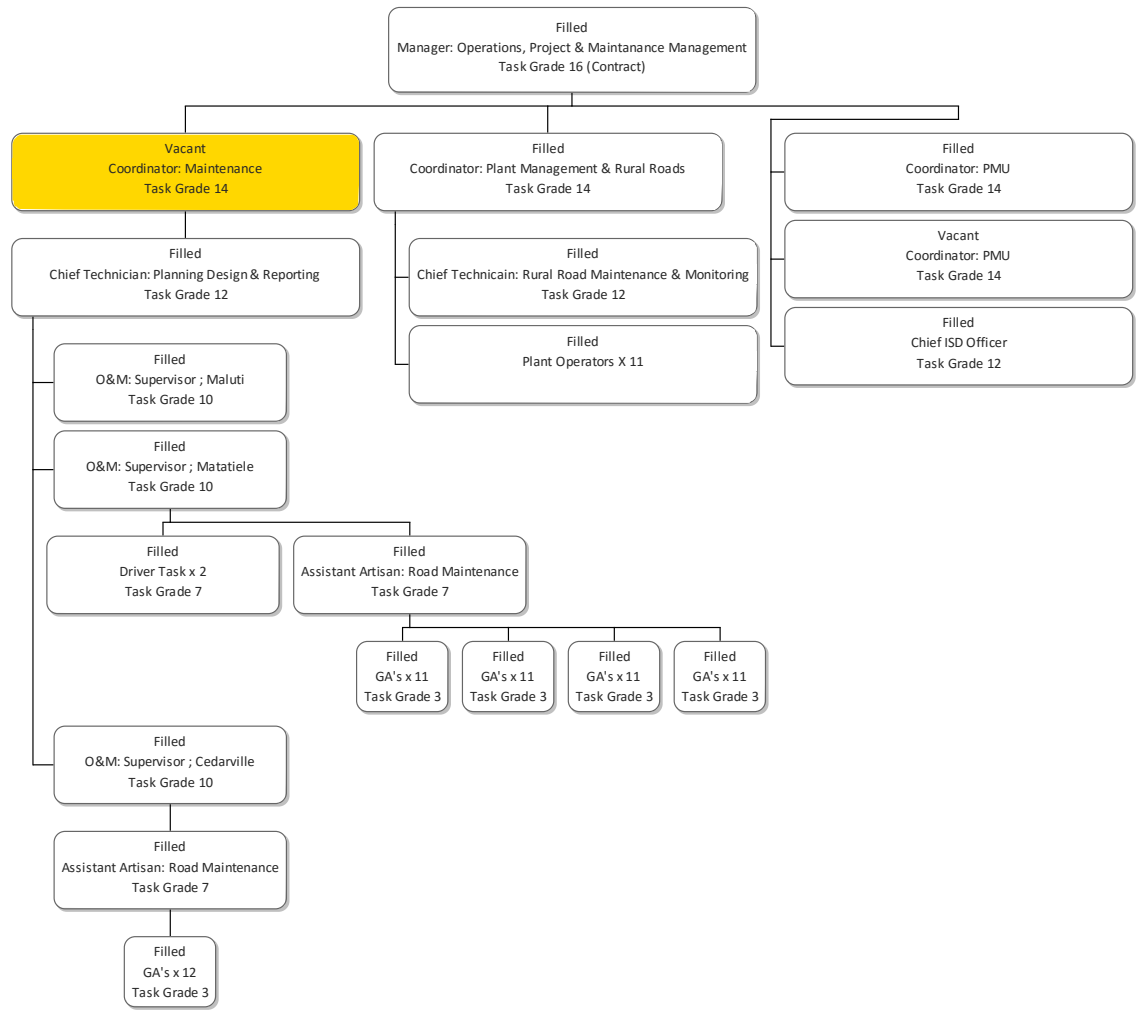 Filled
Manager: Operations, Project & Maintanance Management
Task Grade 16 (Contract)
Vacant
Coordinator: Maintenance
Task Grade 14
Filled
Coordinator: Plant Management & Rural Roads
Task Grade 14
Filled
Coordinator: PMU
Task Grade 14
Vacant
Coordinator: PMU
Task Grade 14
Filled
Chief ISD Officer
Task Grade 12
Filled
Chief Technician: Planning Design & Reporting
Task Grade 12
Filled
Chief Technicain: Rural Road Maintenance & Monitoring
Task Grade 12
Filled
Plant Operators X 11
Filled
O&M: Supervisor ; Maluti
Task Grade 10
Filled
O&M: Supervisor ; Matatiele
Task Grade 10
Filled
Driver Task x 2
Task Grade 7
Filled
Assistant Artisan: Road Maintenance
Task Grade 7
Filled
GA's x 11
Task Grade 3
Filled
GA's x 11
Task Grade 3
Filled
GA's x 11
Task Grade 3
Filled
GA's x 11
Task Grade 3
Filled
O&M: Supervisor ; Cedarville
Task Grade 10
Filled
Assistant Artisan: Road Maintenance
Task Grade 7
Filled
GA's x 12
Task Grade 3